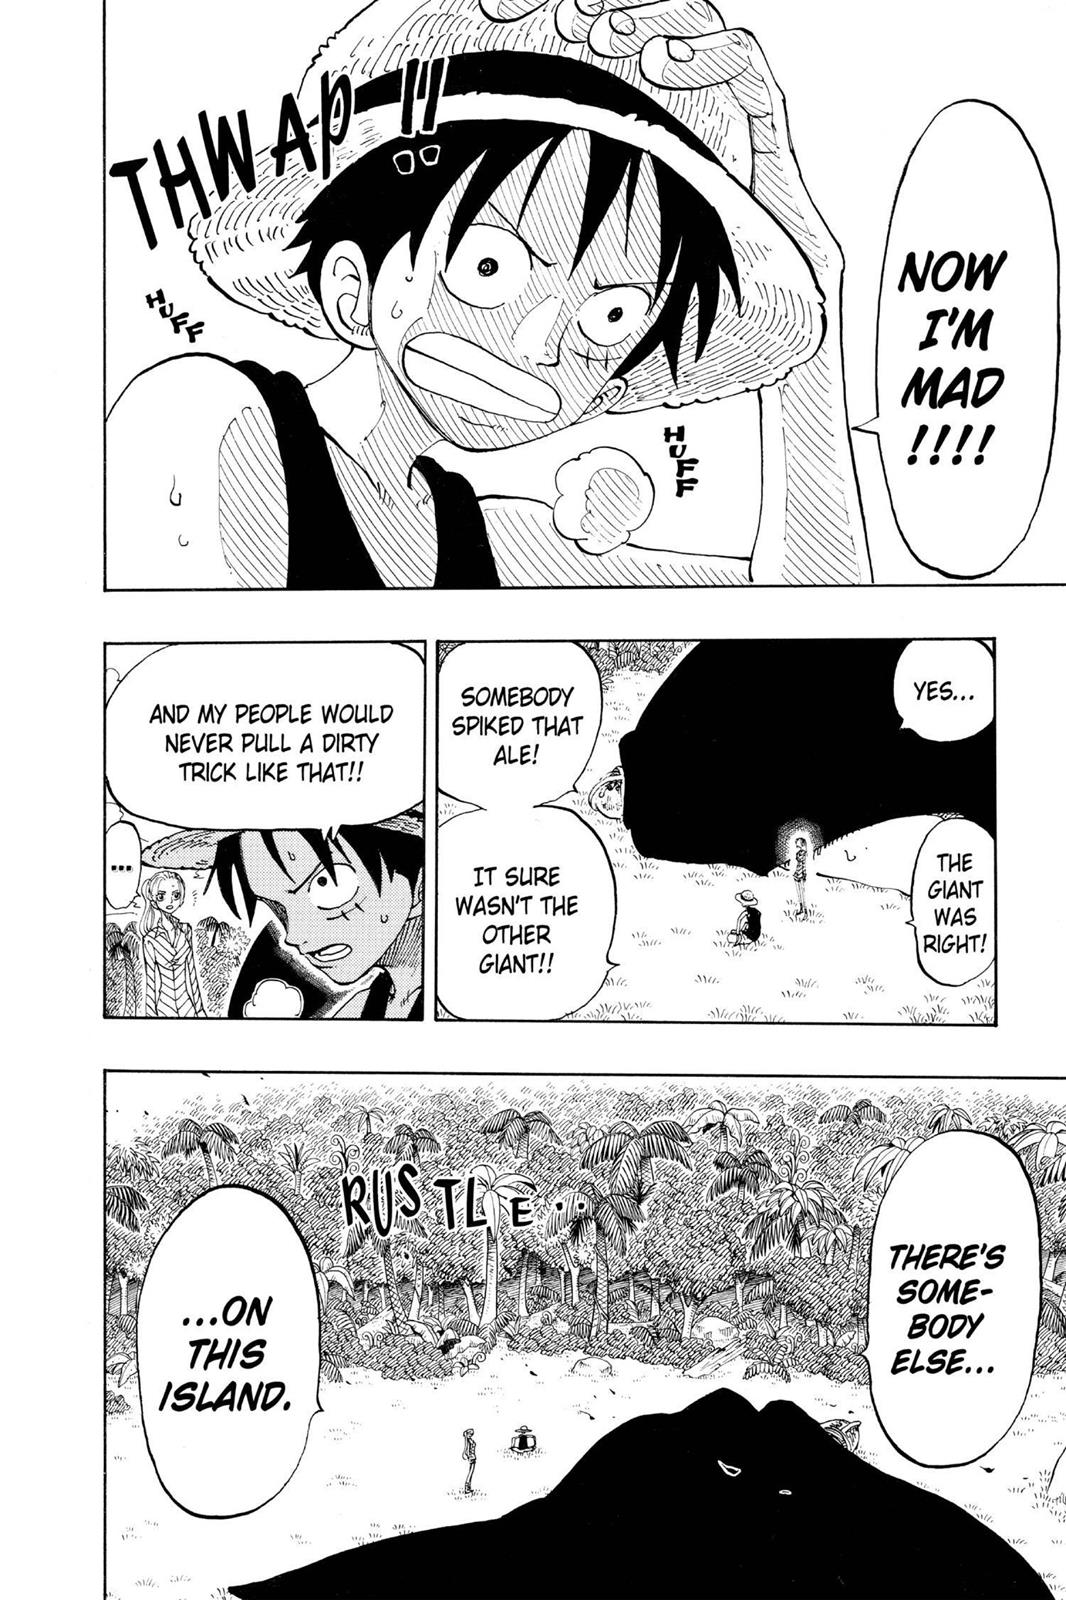 THWAP!!
NOW
I'M
MAD
!!!!
HUFF
HUFF
YES...
THE
GIANT
WAS
RIGHT!
SOMEBODY
SPIKED THAT
ALE!
IT SURE
WASN'T THE
OTHER
GIANT!!
AND MY PEOPLE WOULD
NEVER PULL A DIRTY
TRICK LIKE THAT!!
...
RUSTLE...
THERE'S
SOME-
BODY
ELSE...
...ON
THIS
ISLAND.